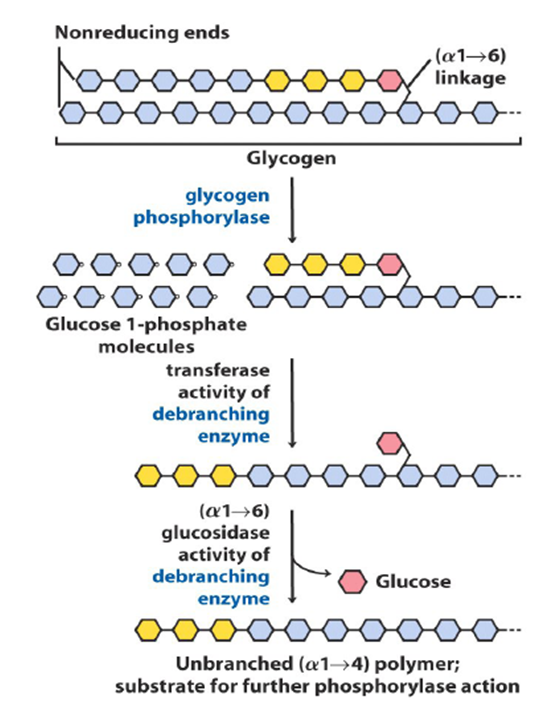 Nonreducing ends
(α1→6)
linkage
Glycogen
glycogen
phosphorylase
Glucose 1-phosphate
molecules
transferase
activity of
debranching
enzyme
(α1→6)
glucosidase
activity of
debranching
enzyme
Glucose
Unbranched (α1→4) polymer;
substrate for further phosphorylase action